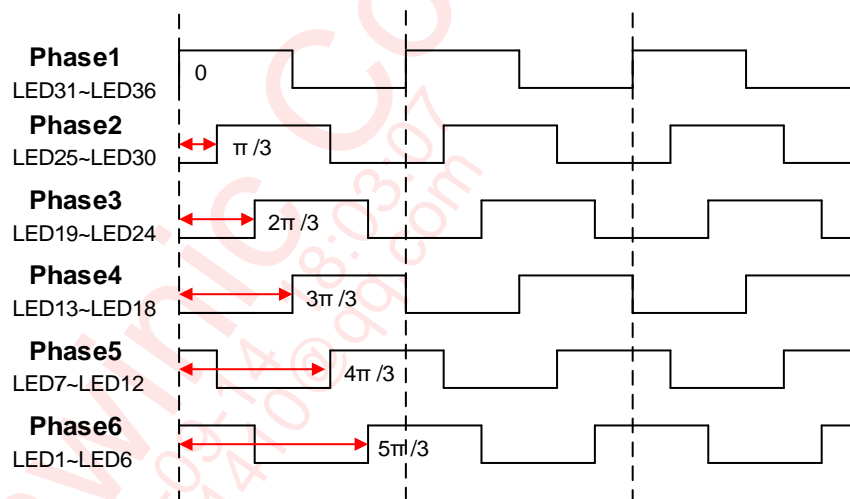 Phase1
0
LED31~LED36
Phase2
π /3
LED25~LED30
Phase3
2π /3
LED19~LED24
Phase4
3π /3
LED13~LED18
Phase5
4π /3
LED7~LED12
Phase6
5π /3
LED1~LED6